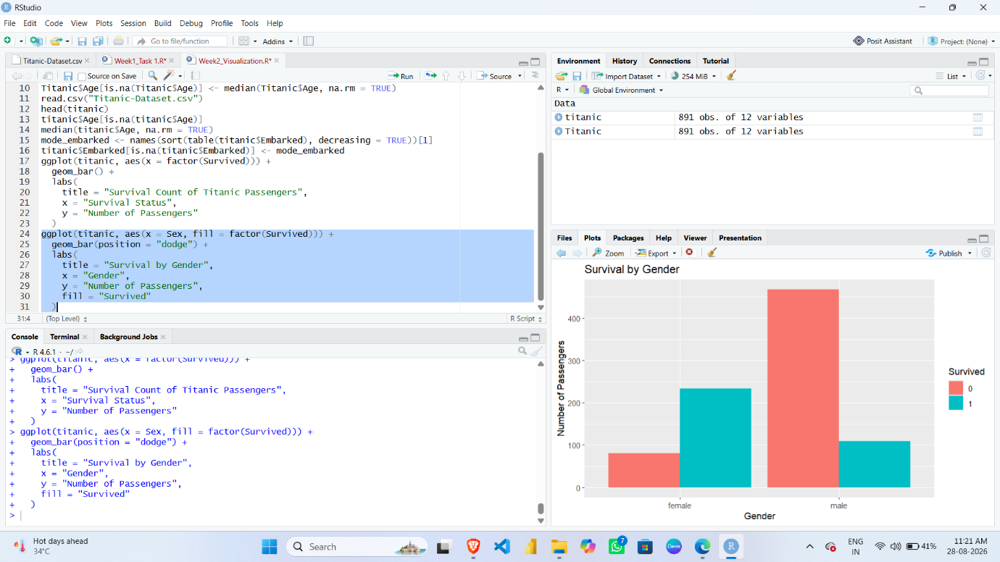 RStudio
File Edit Code View Plots Session Build Debug Profile Tools Help
Go to file/function Addins Posit Assistant Project: (None)
Titanic-Dataset.csv Week1_Task 1.R* Week2_Visualization.R*
Source on Save Run Source
10 Titanic$Age[is.na(Titanic$Age)] <- median(Titanic$Age, na.rm = TRUE)
11 read.csv("Titanic-Dataset.csv")
12 head(titanic)
13 titanic$Age[is.na(titanic$Age)]
14 median(titanic$Age, na.rm = TRUE)
15 mode_embarked <- names(sort(table(titanic$Embarked), decreasing = TRUE))[1]
16 titanic$Embarked[is.na(titanic$Embarked)] <- mode_embarked
17 ggplot(titanic, aes(x = factor(Survived))) +
18   geom_bar() +
19   labs(
20     title = "Survival Count of Titanic Passengers",
21     x = "Survival Status",
22     y = "Number of Passengers"
23   )
24 ggplot(titanic, aes(x = Sex, fill = factor(Survived))) +
25   geom_bar(position = "dodge") +
26   labs(
27     title = "Survival by Gender",
28     x = "Gender",
29     y = "Number of Passengers",
30     fill = "Survived"
31   )
31:4 (Top Level) R Script
Console Terminal Background Jobs
R 4.6.1 · ~/
> ggplot(titanic, aes(x = factor(Survived))) +
+   geom_bar() +
+   labs(
+     title = "Survival Count of Titanic Passengers",
+     x = "Survival Status",
+     y = "Number of Passengers"
+   )
> ggplot(titanic, aes(x = Sex, fill = factor(Survived))) +
+   geom_bar(position = "dodge") +
+   labs(
+     title = "Survival by Gender",
+     x = "Gender",
+     y = "Number of Passengers",
+     fill = "Survived"
+   )
>
Environment History Connections Tutorial
Import Dataset 254 MiB List
R Global Environment
Data
titanic 891 obs. of 12 variables
Titanic 891 obs. of 12 variables
Files Plots Packages Help Viewer Presentation
Zoom Export Publish
Survival by Gender
Number of Passengers
400
300
200
100
0
female male
Gender
Survived
0
1
Hot days ahead
34°C
Search
Canva
7
ENG
IN
41%
11:21 AM
28-08-2026